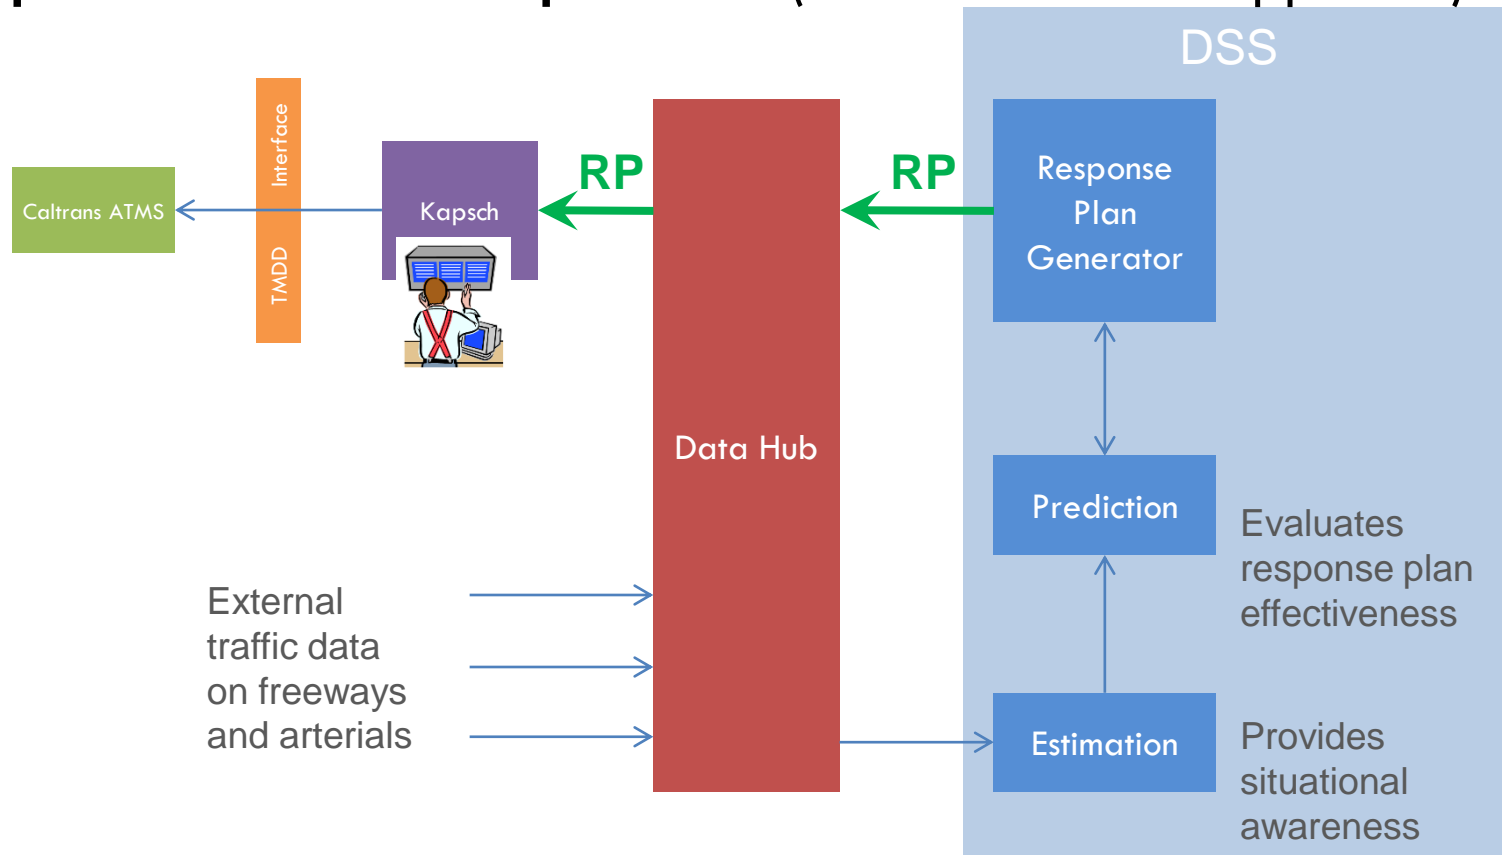 DSS
Interface
TMDD
Caltrans ATMS
Kapsch
RP
RP
Response
Plan
Generator
Data Hub
Prediction
Evaluates
response plan
effectiveness
External
traffic data
on freeways
and arterials
Estimation
Provides
situational
awareness